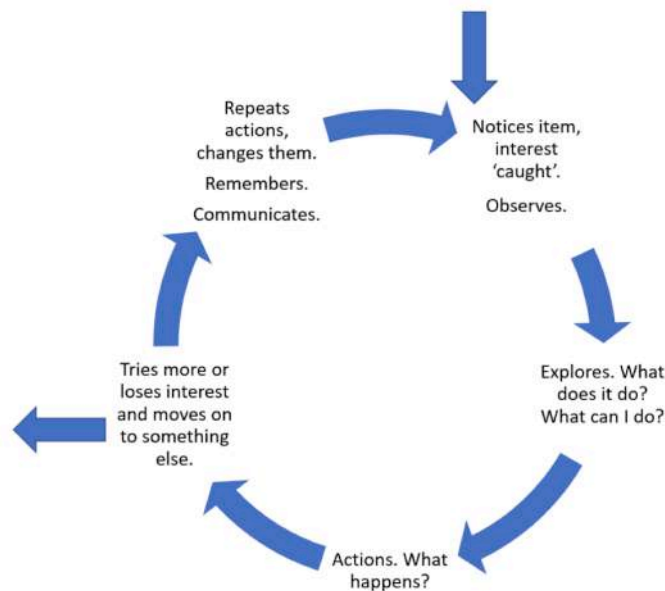 Notices item,
interest
‘caught’.
Observes.
Explores. What
does it do?
What can I do?
Actions. What
happens?
Tries more or
loses interest
and moves on
to something
else.
Repeats
actions,
changes them.
Remembers.
Communicates.